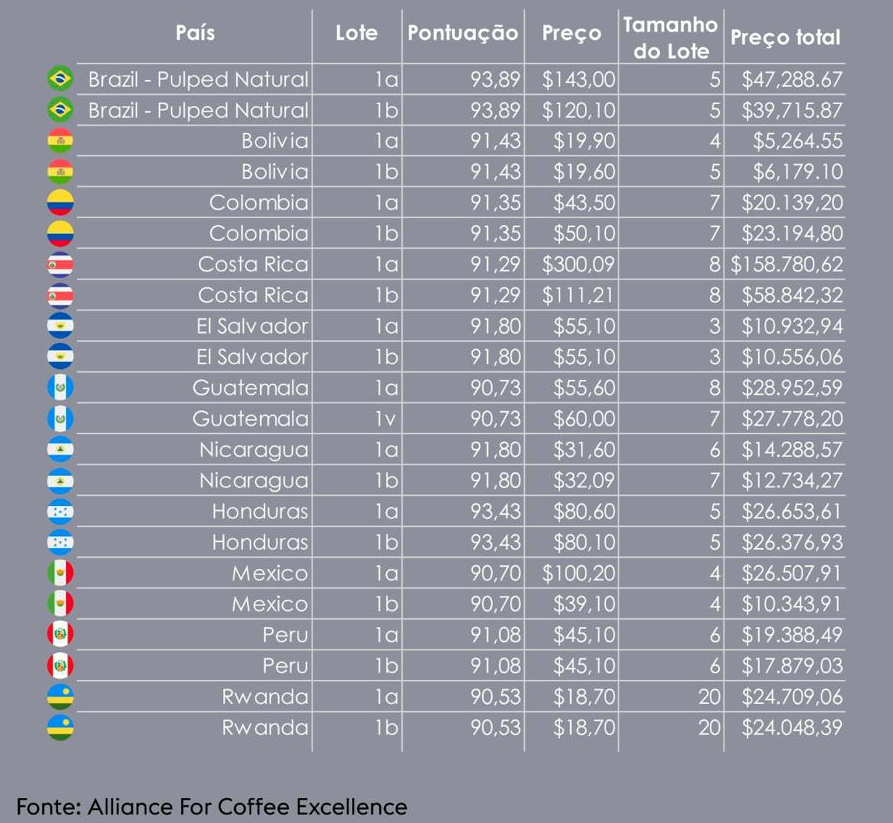 País Lote Pontuação Preço Tamanho do Lote Preço total
Brazil - Pulped Natural 1a 93,89 $143,00 5 $47,288.67
Brazil - Pulped Natural 1b 93,89 $120,10 5 $39,715.87
Bolivia 1a 91,43 $19,90 4 $5,264.55
Bolivia 1b 91,43 $19,60 5 $6,179.10
Colombia 1a 91,35 $43,50 7 $20.139,20
Colombia 1b 91,35 $50,10 7 $23.194,80
Costa Rica 1a 91,29 $300,09 8 $158.780,62
Costa Rica 1b 91,29 $111,21 8 $58.842,32
El Salvador 1a 91,80 $55,10 3 $10.932,94
El Salvador 1b 91,80 $55,10 3 $10.556,06
Guatemala 1a 90,73 $55,60 8 $28.952,59
Guatemala 1v 90,73 $60,00 7 $27.778,20
Nicaragua 1a 91,80 $31,60 6 $14.288,57
Nicaragua 1b 91,80 $32,09 7 $12.734,27
Honduras 1a 93,43 $80,60 5 $26.653,61
Honduras 1b 93,43 $80,10 5 $26.376,93
Mexico 1a 90,70 $100,20 4 $26.507,91
Mexico 1b 90,70 $39,10 4 $10.343,91
Peru 1a 91,08 $45,10 6 $19.388,49
Peru 1b 91,08 $45,10 6 $17.879,03
Rwanda 1a 90,53 $18,70 20 $24.709,06
Rwanda 1b 90,53 $18,70 20 $24.048,39
Fonte: Alliance For Coffee Excellence